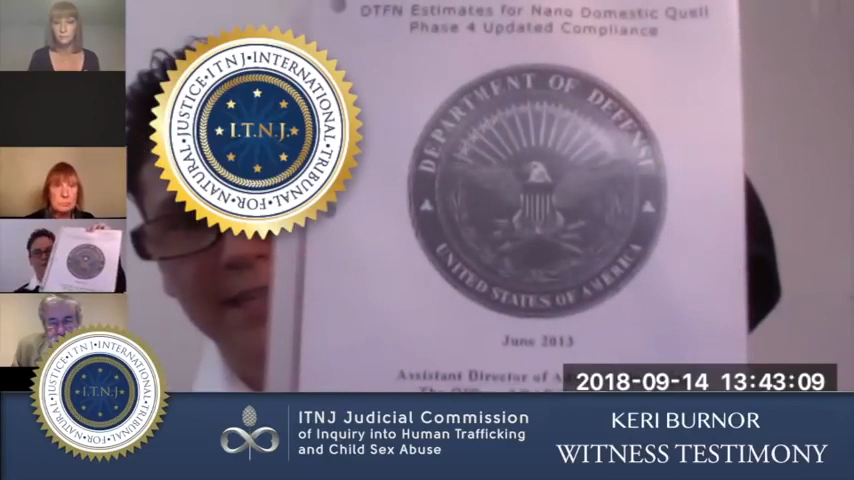 DTFN Estimates for Nano Domestic Quell
Phase 4 Updated Compliance
DEPARTMENT OF DEFENSE
UNITED STATES OF AMERICA
June 2013
Assistant Director of
INTERNATIONAL TRIBUNAL FOR NATURAL JUSTICE • ITNJ
I.T.N.J.
2018-09-14 13:43:09
INTERNATIONAL TRIBUNAL FOR NATURAL JUSTICE • ITNJ
I.T.N.J.
ITNJ Judicial Commission
of Inquiry into Human Trafficking
and Child Sex Abuse
KERI BURNOR
WITNESS TESTIMONY